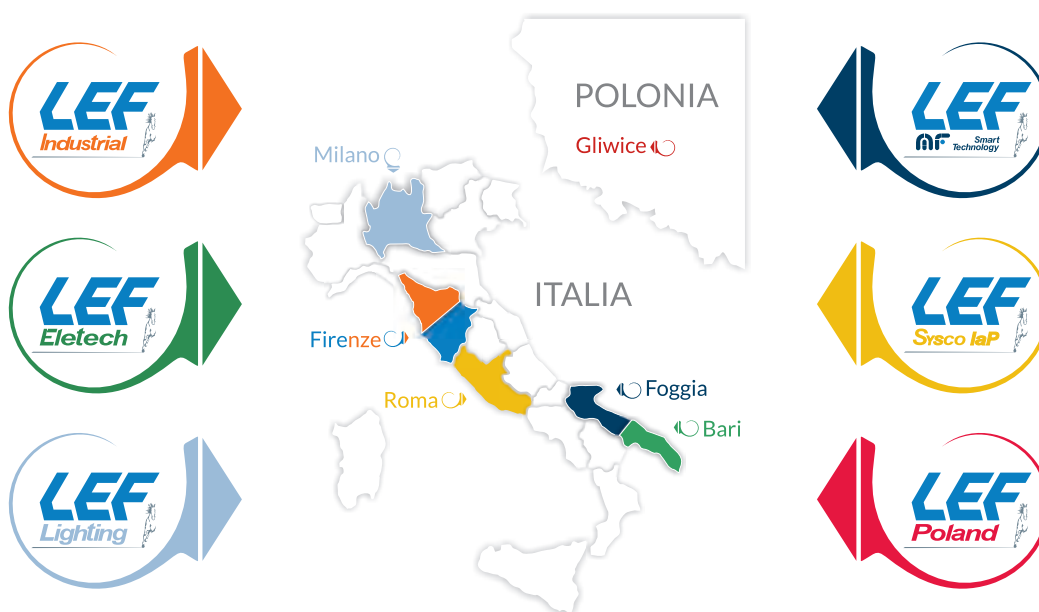 LEF
Industrial
LEF
Eletech
LEF
Lighting
POLONIA
Gliwice
Milano
ITALIA
Firenze
Roma
Foggia
Bari
LEF
MF Smart
Technology
LEF
Sysco IaP
LEF
Poland